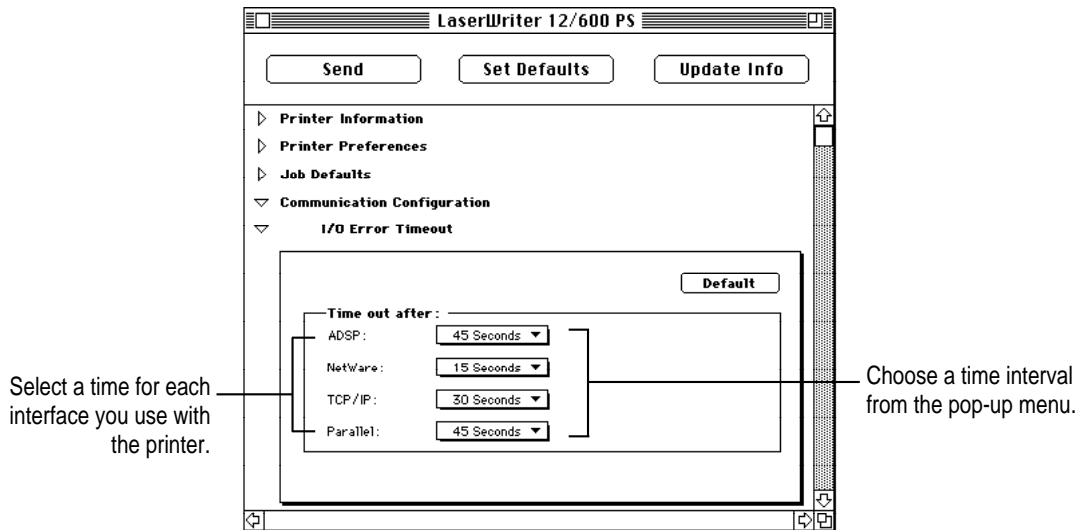 LaserWriter 12/600 PS
Send Set Defaults Update Info
Printer Information
Printer Preferences
Job Defaults
Communication Configuration
I/O Error Timeout
Default
Time out after:
ADSP: 45 Seconds
NetWare: 15 Seconds
TCP/IP: 30 Seconds
Parallel: 45 Seconds
Select a time for each
interface you use with
the printer.
Choose a time interval
from the pop-up menu.